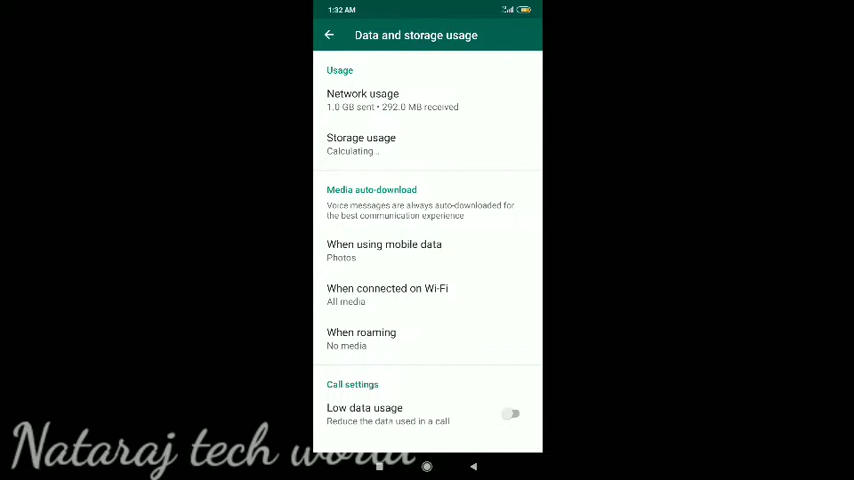 1:32 AM
Data and storage usage
Usage
Network usage
1.0 GB sent • 292.0 MB received
Storage usage
Calculating...
Media auto-download
Voice messages are always auto-downloaded for
the best communication experience
When using mobile data
Photos
When connected on Wi-Fi
All media
When roaming
No media
Call settings
Low data usage
Reduce the data used in a call
Nataraj tech world